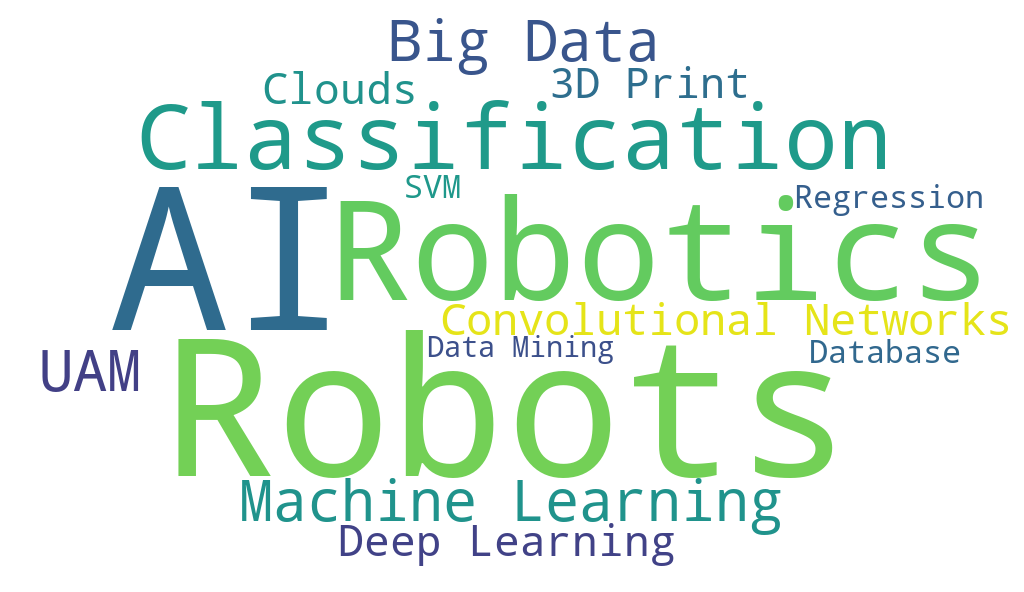 Big Data
Clouds
3D Print
Classification
SVM
Regression
AI
Robotics
Convolutional Networks
UAM
Data Mining
Database
Robots
Machine Learning
Deep Learning